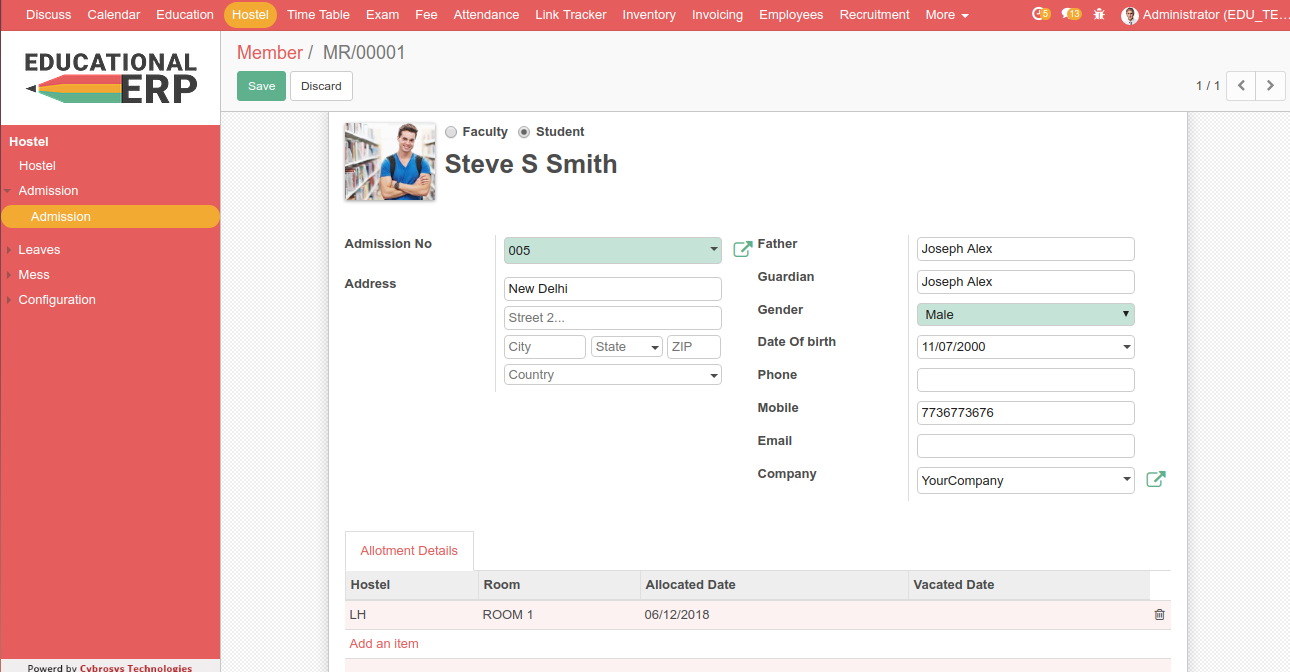 Discuss Calendar Education Hostel Time Table Exam Fee Attendance Link Tracker Inventory Invoicing Employees Recruitment More 5 13 Administrator (EDU_TE...
EDUCATIONAL
ERP
Member / MR/00001
Save Discard
1 / 1
Hostel
Hostel
Admission
Admission
Leaves
Mess
Configuration
Powerd by Cybrosys Technologies
Faculty Student
Steve S Smith
Admission No 005
Address New Delhi
Street 2...
City State ZIP
Country
Father Joseph Alex
Guardian Joseph Alex
Gender Male
Date Of birth 11/07/2000
Phone
Mobile 7736773676
Email
Company YourCompany
Allotment Details
Hostel Room Allocated Date Vacated Date
LH ROOM 1 06/12/2018
Add an item